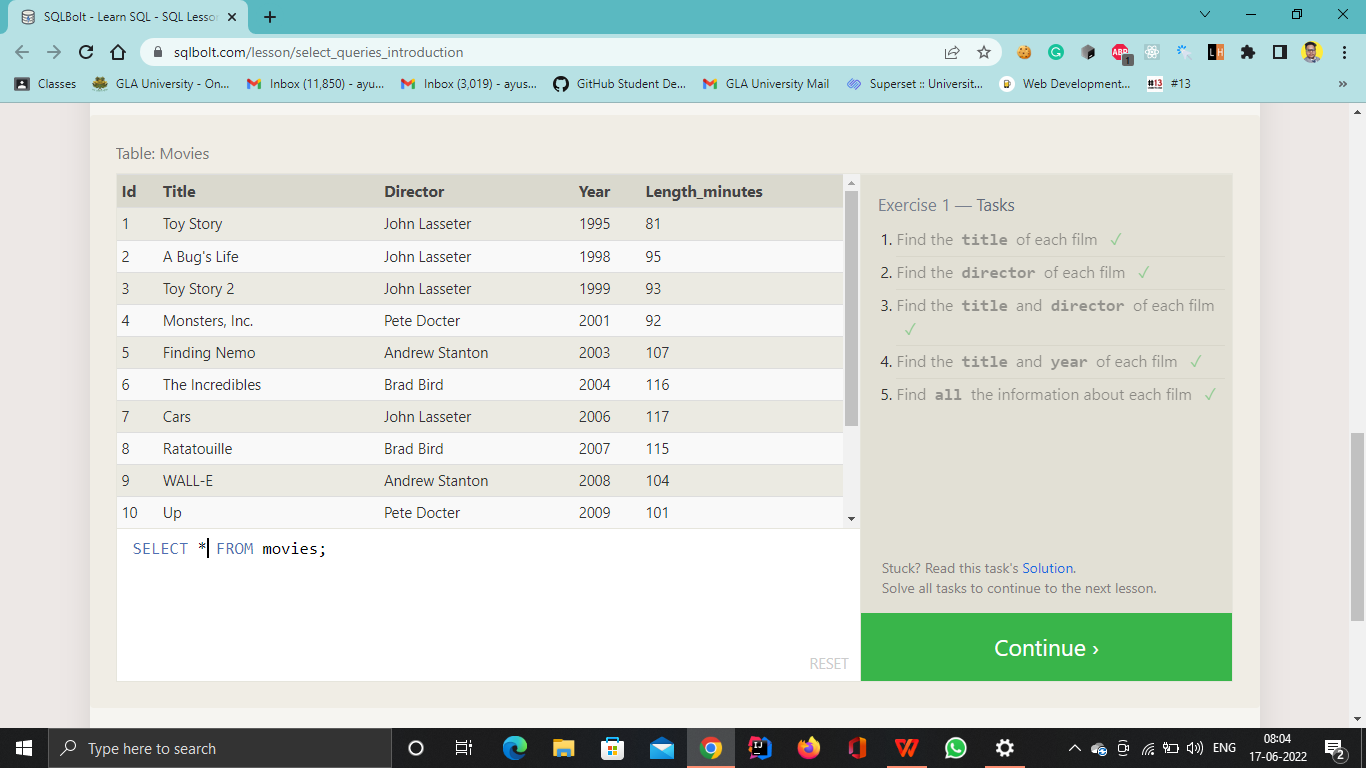 SQLBolt - Learn SQL - SQL Lesson
sqlbolt.com/lesson/select_queries_introduction
ABP
1
LH
Classes
GLA University - On...
Inbox (11,850) - ayu...
Inbox (3,019) - ayus...
GitHub Student De...
GLA University Mail
Superset :: Universit...
Web Development...
#13
#13
»
Table: Movies
Id Title Director Year Length_minutes
1 Toy Story John Lasseter 1995 81
2 A Bug's Life John Lasseter 1998 95
3 Toy Story 2 John Lasseter 1999 93
4 Monsters, Inc. Pete Docter 2001 92
5 Finding Nemo Andrew Stanton 2003 107
6 The Incredibles Brad Bird 2004 116
7 Cars John Lasseter 2006 117
8 Ratatouille Brad Bird 2007 115
9 WALL-E Andrew Stanton 2008 104
10 Up Pete Docter 2009 101
SELECT * FROM movies;
RESET
Exercise 1 — Tasks
1. Find the title of each film ✓
2. Find the director of each film ✓
3. Find the title and director of each film
✓
4. Find the title and year of each film ✓
5. Find all the information about each film ✓
Stuck? Read this task's Solution.
Solve all tasks to continue to the next lesson.
Continue ›
Type here to search
ENG
08:04
17-06-2022
2